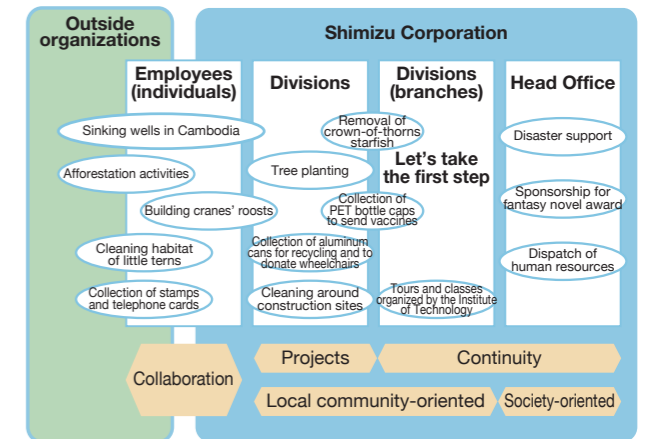 Outside
organizations
Shimizu Corporation
Employees
(individuals)
Divisions
Divisions
(branches)
Head Office
Sinking wells in Cambodia
Removal of
crown-of-thorns
starfish
Disaster support
Afforestation activities
Tree planting
Let's take
the first step
Building cranes' roosts
Collection of
PET bottle caps
to send vaccines
Sponsorship for
fantasy novel award
Cleaning habitat
of little terns
Collection of aluminum
cans for recycling and to
donate wheelchairs
Dispatch of
human resources
Collection of stamps
and telephone cards
Cleaning around
construction sites
Tours and classes
organized by the Institute
of Technology
Collaboration
Projects
Continuity
Local community-oriented
Society-oriented